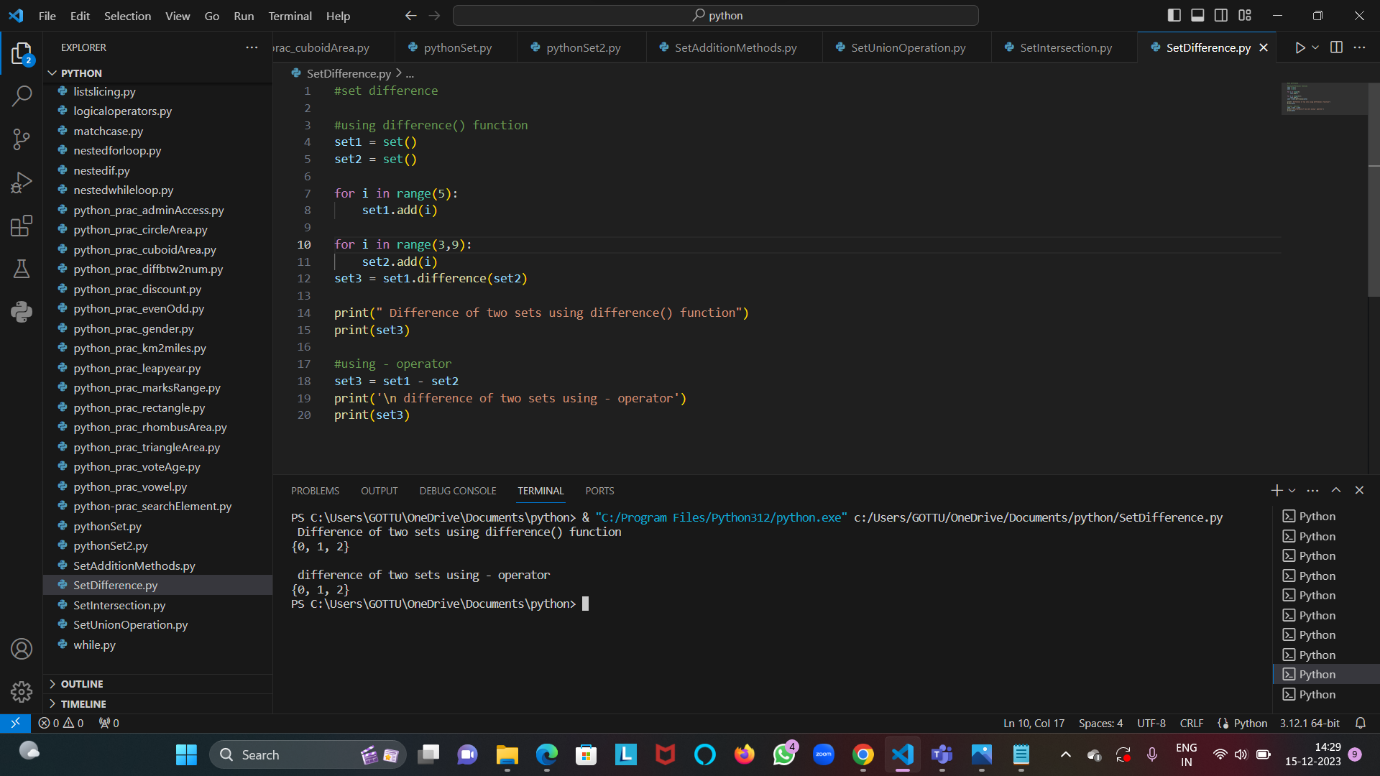 File Edit Selection View Go Run Terminal Help
python
EXPLORER
prac_cuboidArea.py pythonSet.py pythonSet2.py SetAdditionMethods.py SetUnionOperation.py SetIntersection.py SetDifference.py
PYTHON
listslicing.py
logicaloperators.py
matchcase.py
nestedforloop.py
nestedif.py
nestedwhileloop.py
python_prac_adminAccess.py
python_prac_circleArea.py
python_prac_cuboidArea.py
python_prac_diffbtw2num.py
python_prac_discount.py
python_prac_evenOdd.py
python_prac_gender.py
python_prac_km2miles.py
python_prac_leapyear.py
python_prac_marksRange.py
python_prac_rectangle.py
python_prac_rhombusArea.py
python_prac_triangleArea.py
python_prac_voteAge.py
python_prac_vowel.py
python-prac_searchElement.py
pythonSet.py
pythonSet2.py
SetAdditionMethods.py
SetDifference.py
SetIntersection.py
SetUnionOperation.py
while.py
OUTLINE
TIMELINE
SetDifference.py > ...
1 #set difference
2
3 #using difference() function
4 set1 = set()
5 set2 = set()
6
7 for i in range(5):
8     set1.add(i)
9
10 for i in range(3,9):
11     set2.add(i)
12 set3 = set1.difference(set2)
13
14 print(" Difference of two sets using difference() function")
15 print(set3)
16
17 #using - operator
18 set3 = set1 - set2
19 print('\n difference of two sets using - operator')
20 print(set3)
PROBLEMS OUTPUT DEBUG CONSOLE TERMINAL PORTS
PS C:\Users\GOTTU\OneDrive\Documents\python> & "C:/Program Files/Python312/python.exe" c:/Users/GOTTU/OneDrive/Documents/python/SetDifference.py
 Difference of two sets using difference() function
{0, 1, 2}

 difference of two sets using - operator
{0, 1, 2}
PS C:\Users\GOTTU\OneDrive\Documents\python>
Python
Python
Python
Python
Python
Python
Python
Python
Python
Python
2
0 0 0
Ln 10, Col 17 Spaces: 4 UTF-8 CRLF Python 3.12.1 64-bit
Search
L
4
zoom
ENG
IN
14:29
15-12-2023
9